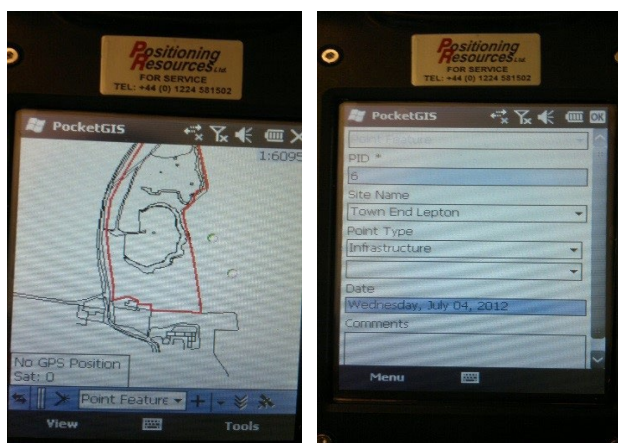 Positioning
Resources Ltd.
FOR SERVICE
TEL: +44 (0) 1224 581502
PocketGIS
1:6095
No GPS Position
Sat: 0
Point Feature
View
Tools
Positioning
Resources Ltd.
FOR SERVICE
TEL: +44 (0) 1224 581502
PocketGIS
OK
Point Feature
PID *
6
Site Name
Town End Lepton
Point Type
Infrastructure
Date
Wednesday, July 04, 2012
Comments
Menu